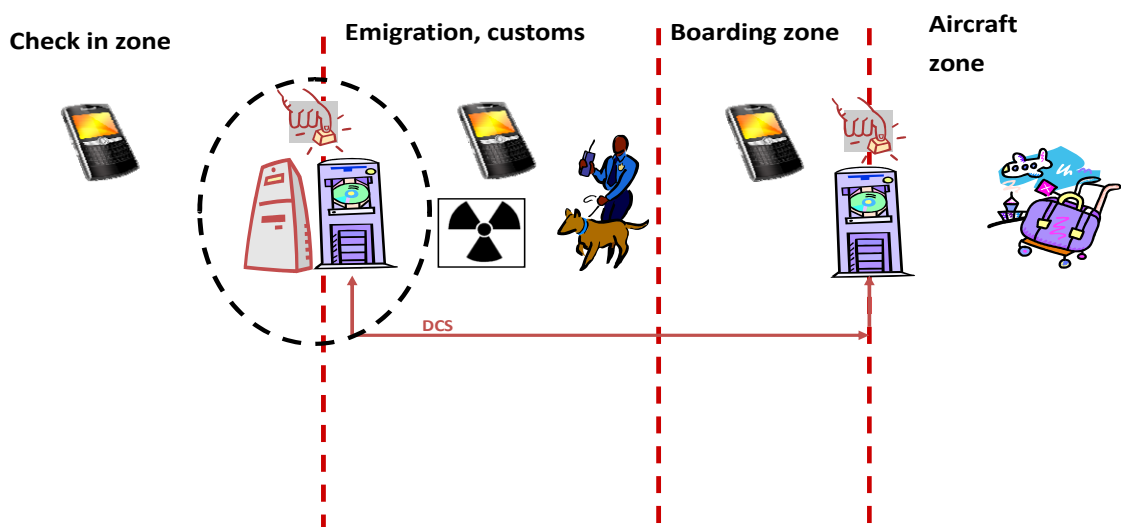 Check in zone
Emigration, customs
Boarding zone
Aircraft
zone
DCS